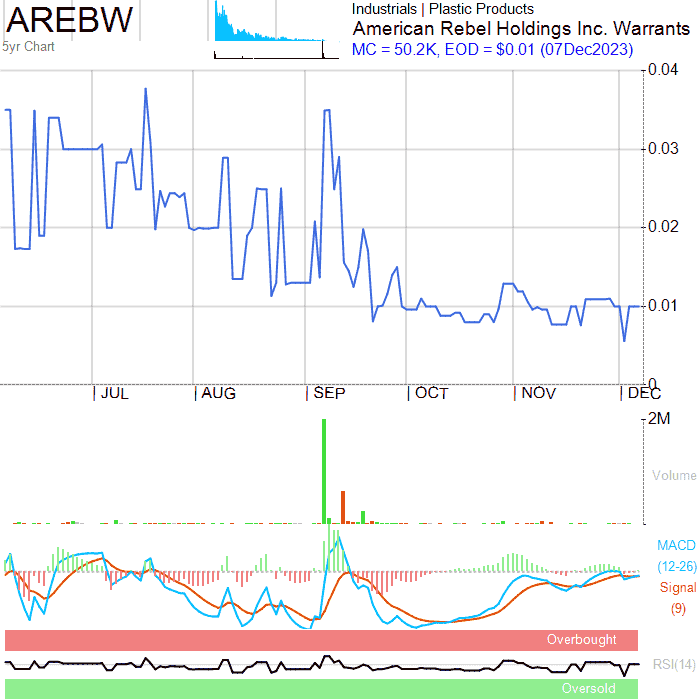 AREBW
5yr Chart
Industrials | Plastic Products
American Rebel Holdings Inc. Warrants
MC = 50.2K, EOD = $0.01 (07Dec2023)
0.04
0.03
0.02
0.01
0
JUL AUG SEP OCT NOV DEC
2M
Volume
MACD
(12-26)
Signal
(9)
Overbought
RSI(14)
Oversold